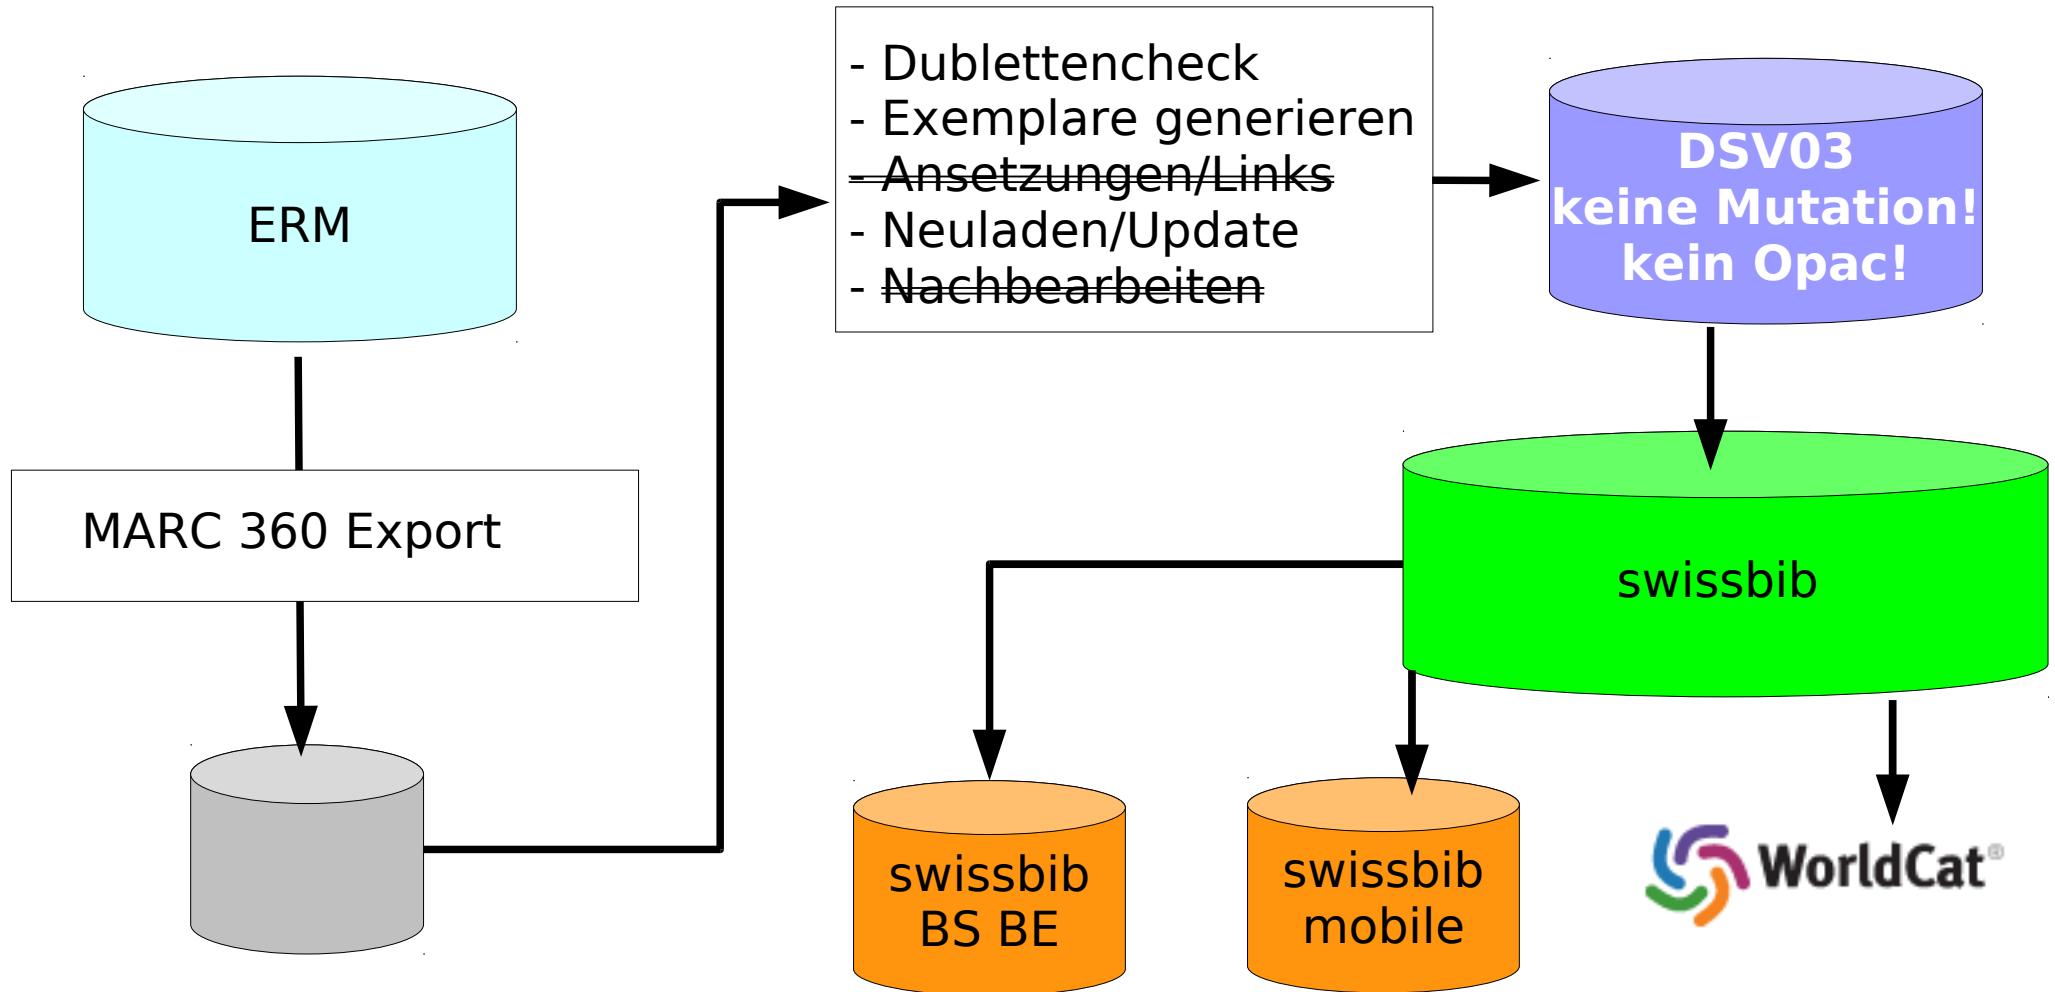 ERM
MARC 360 Export
- Dublettencheck
- Exemplare generieren
- Ansetzungen/Links
- Neuladen/Update
- Nachbearbeiten
DSV03
keine Mutation!
kein Opac!
swissbib
swissbib
BS BE
swissbib
mobile
WorldCat®